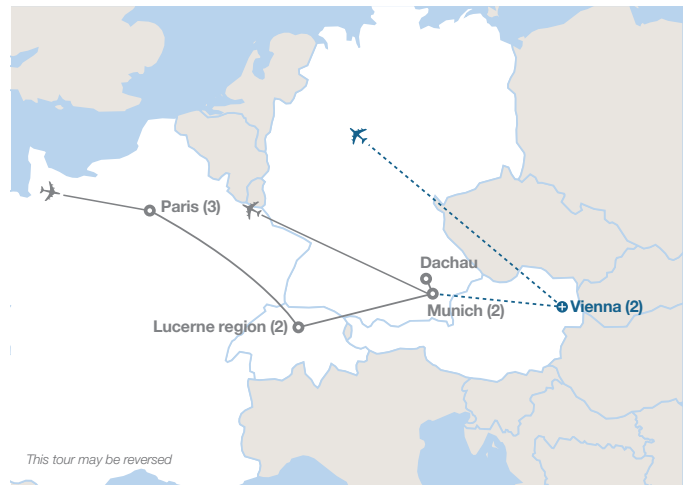 Paris (3)
Dachau
Munich (2)
Vienna (2)
Lucerne region (2)
This tour may be reversed